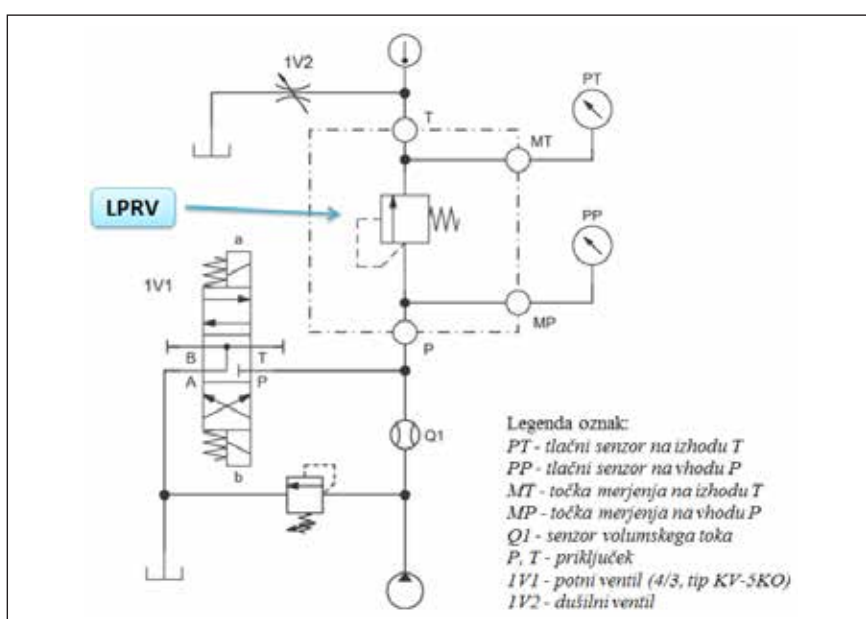 1V2
PT
T
MT
LPRV
PP
a
1V1
MP
P
B T
A P
Q1
b
Legenda oznak:
PT - tlačni senzor na izhodu T
PP - tlačni senzor na vhodu P
MT - točka merjenja na izhodu T
MP - točka merjenja na vhodu P
Q1 - senzor volumskega toka
P, T - priključek
1V1 - potni ventil (4/3, tip KV-5KO)
1V2 - dušilni ventil